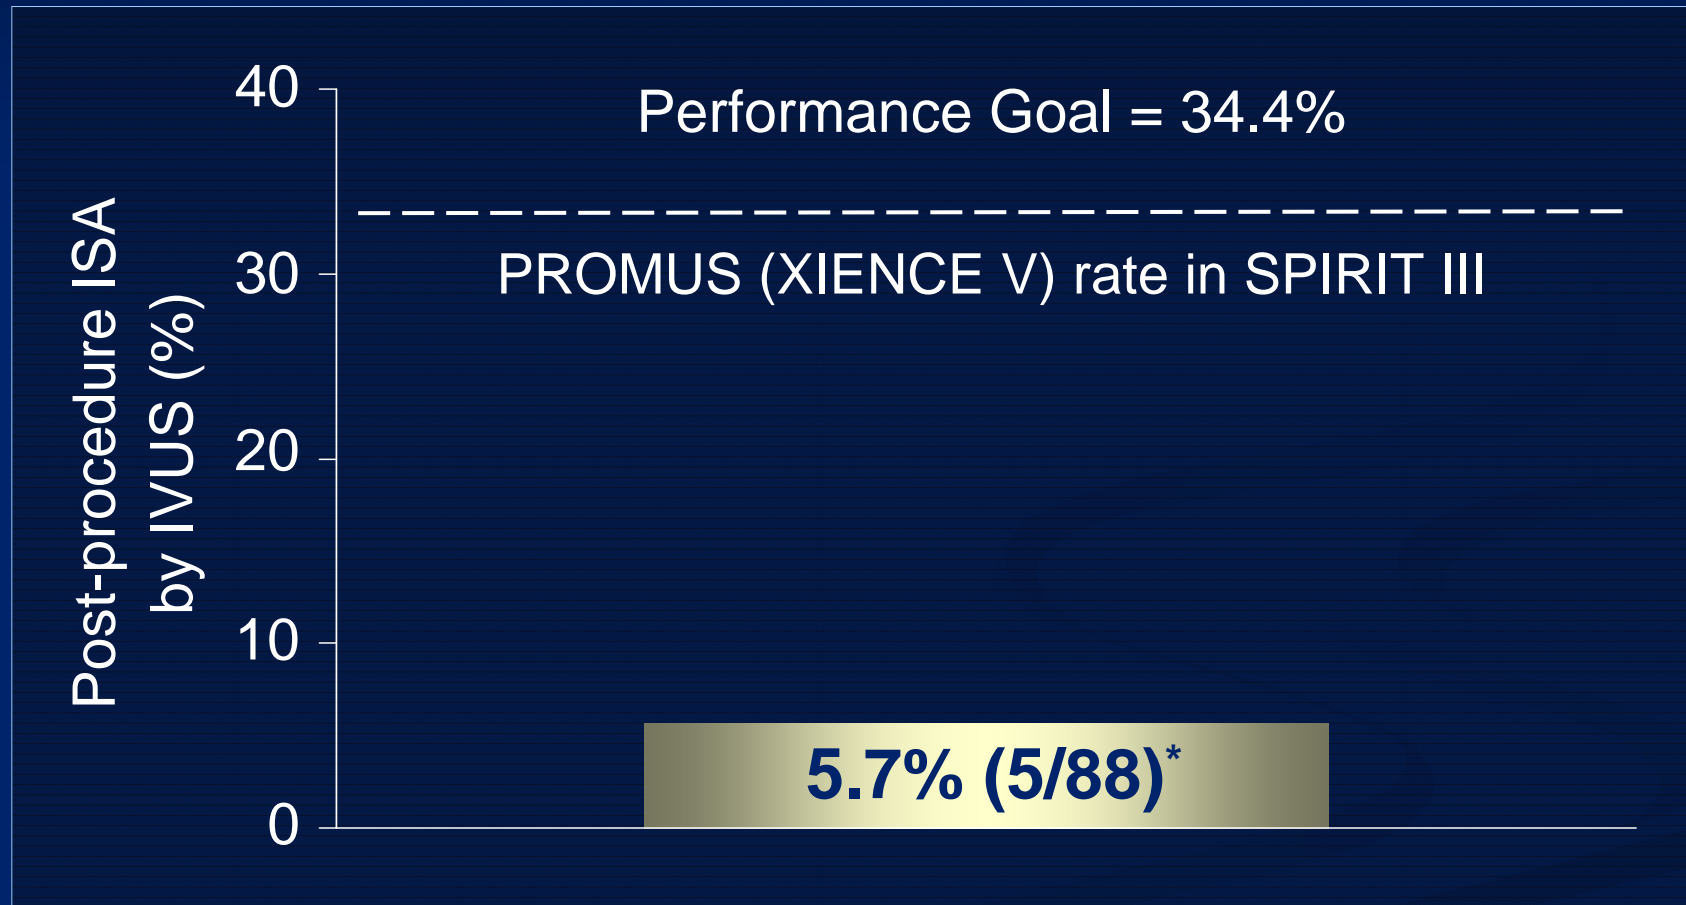 Performance Goal = 34.4%
PROMUS (XIENCE V) rate in SPIRIT III
Post-procedure ISA
by IVUS (%)
40
30
20
10
0
5.7% (5/88)*